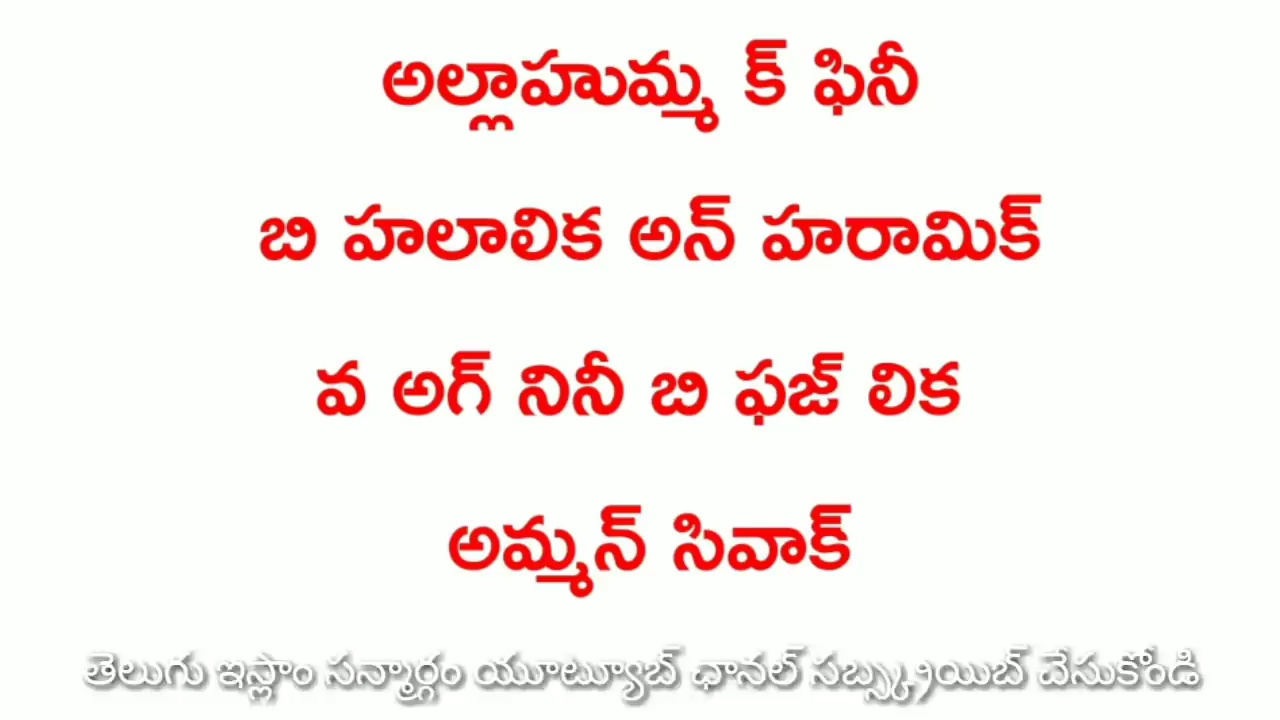 అల్లాహుమ్మ క్ ఫినీ
బి హలాలిక అన్ హరామిక్
వ అగ్ నినీ బి ఫజ్ లిక
అమ్మన్ సివాక్
తెలుగు ఇస్లాం సన్మార్గం యూట్యూబ్ ఛానల్ సబ్స్క్రయిబ్ చేసుకోండి